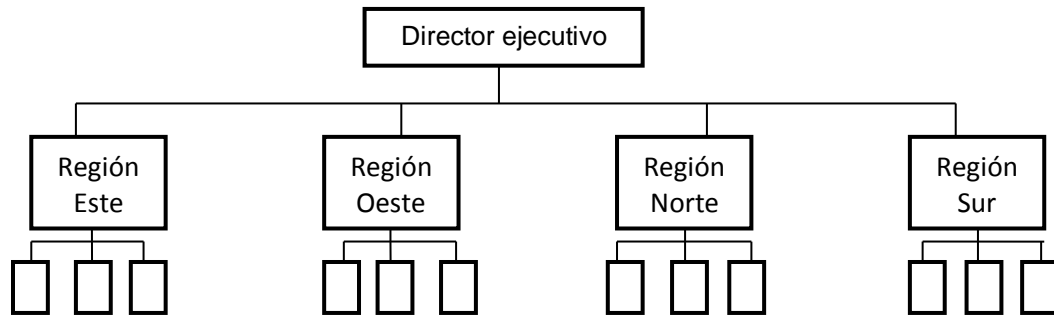 Director ejecutivo
Región
Este
Región
Oeste
Región
Norte
Región
Sur